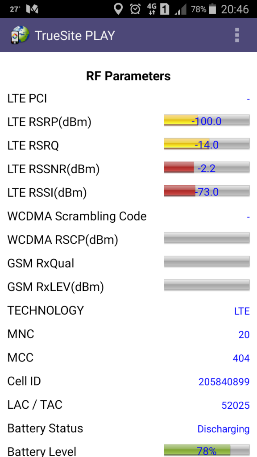 27°
4G
1
78%
20:46
TrueSite PLAY
RF Parameters
LTE PCI -
LTE RSRP(dBm) -100.0
LTE RSRQ -14.0
LTE RSSNR(dBm) -2.2
LTE RSSI(dBm) -73.0
WCDMA Scrambling Code -
WCDMA RSCP(dBm)
GSM RxQual
GSM RxLEV(dBm)
TECHNOLOGY LTE
MNC 20
MCC 404
Cell ID 205840899
LAC / TAC 52025
Battery Status Discharging
Battery Level 78%